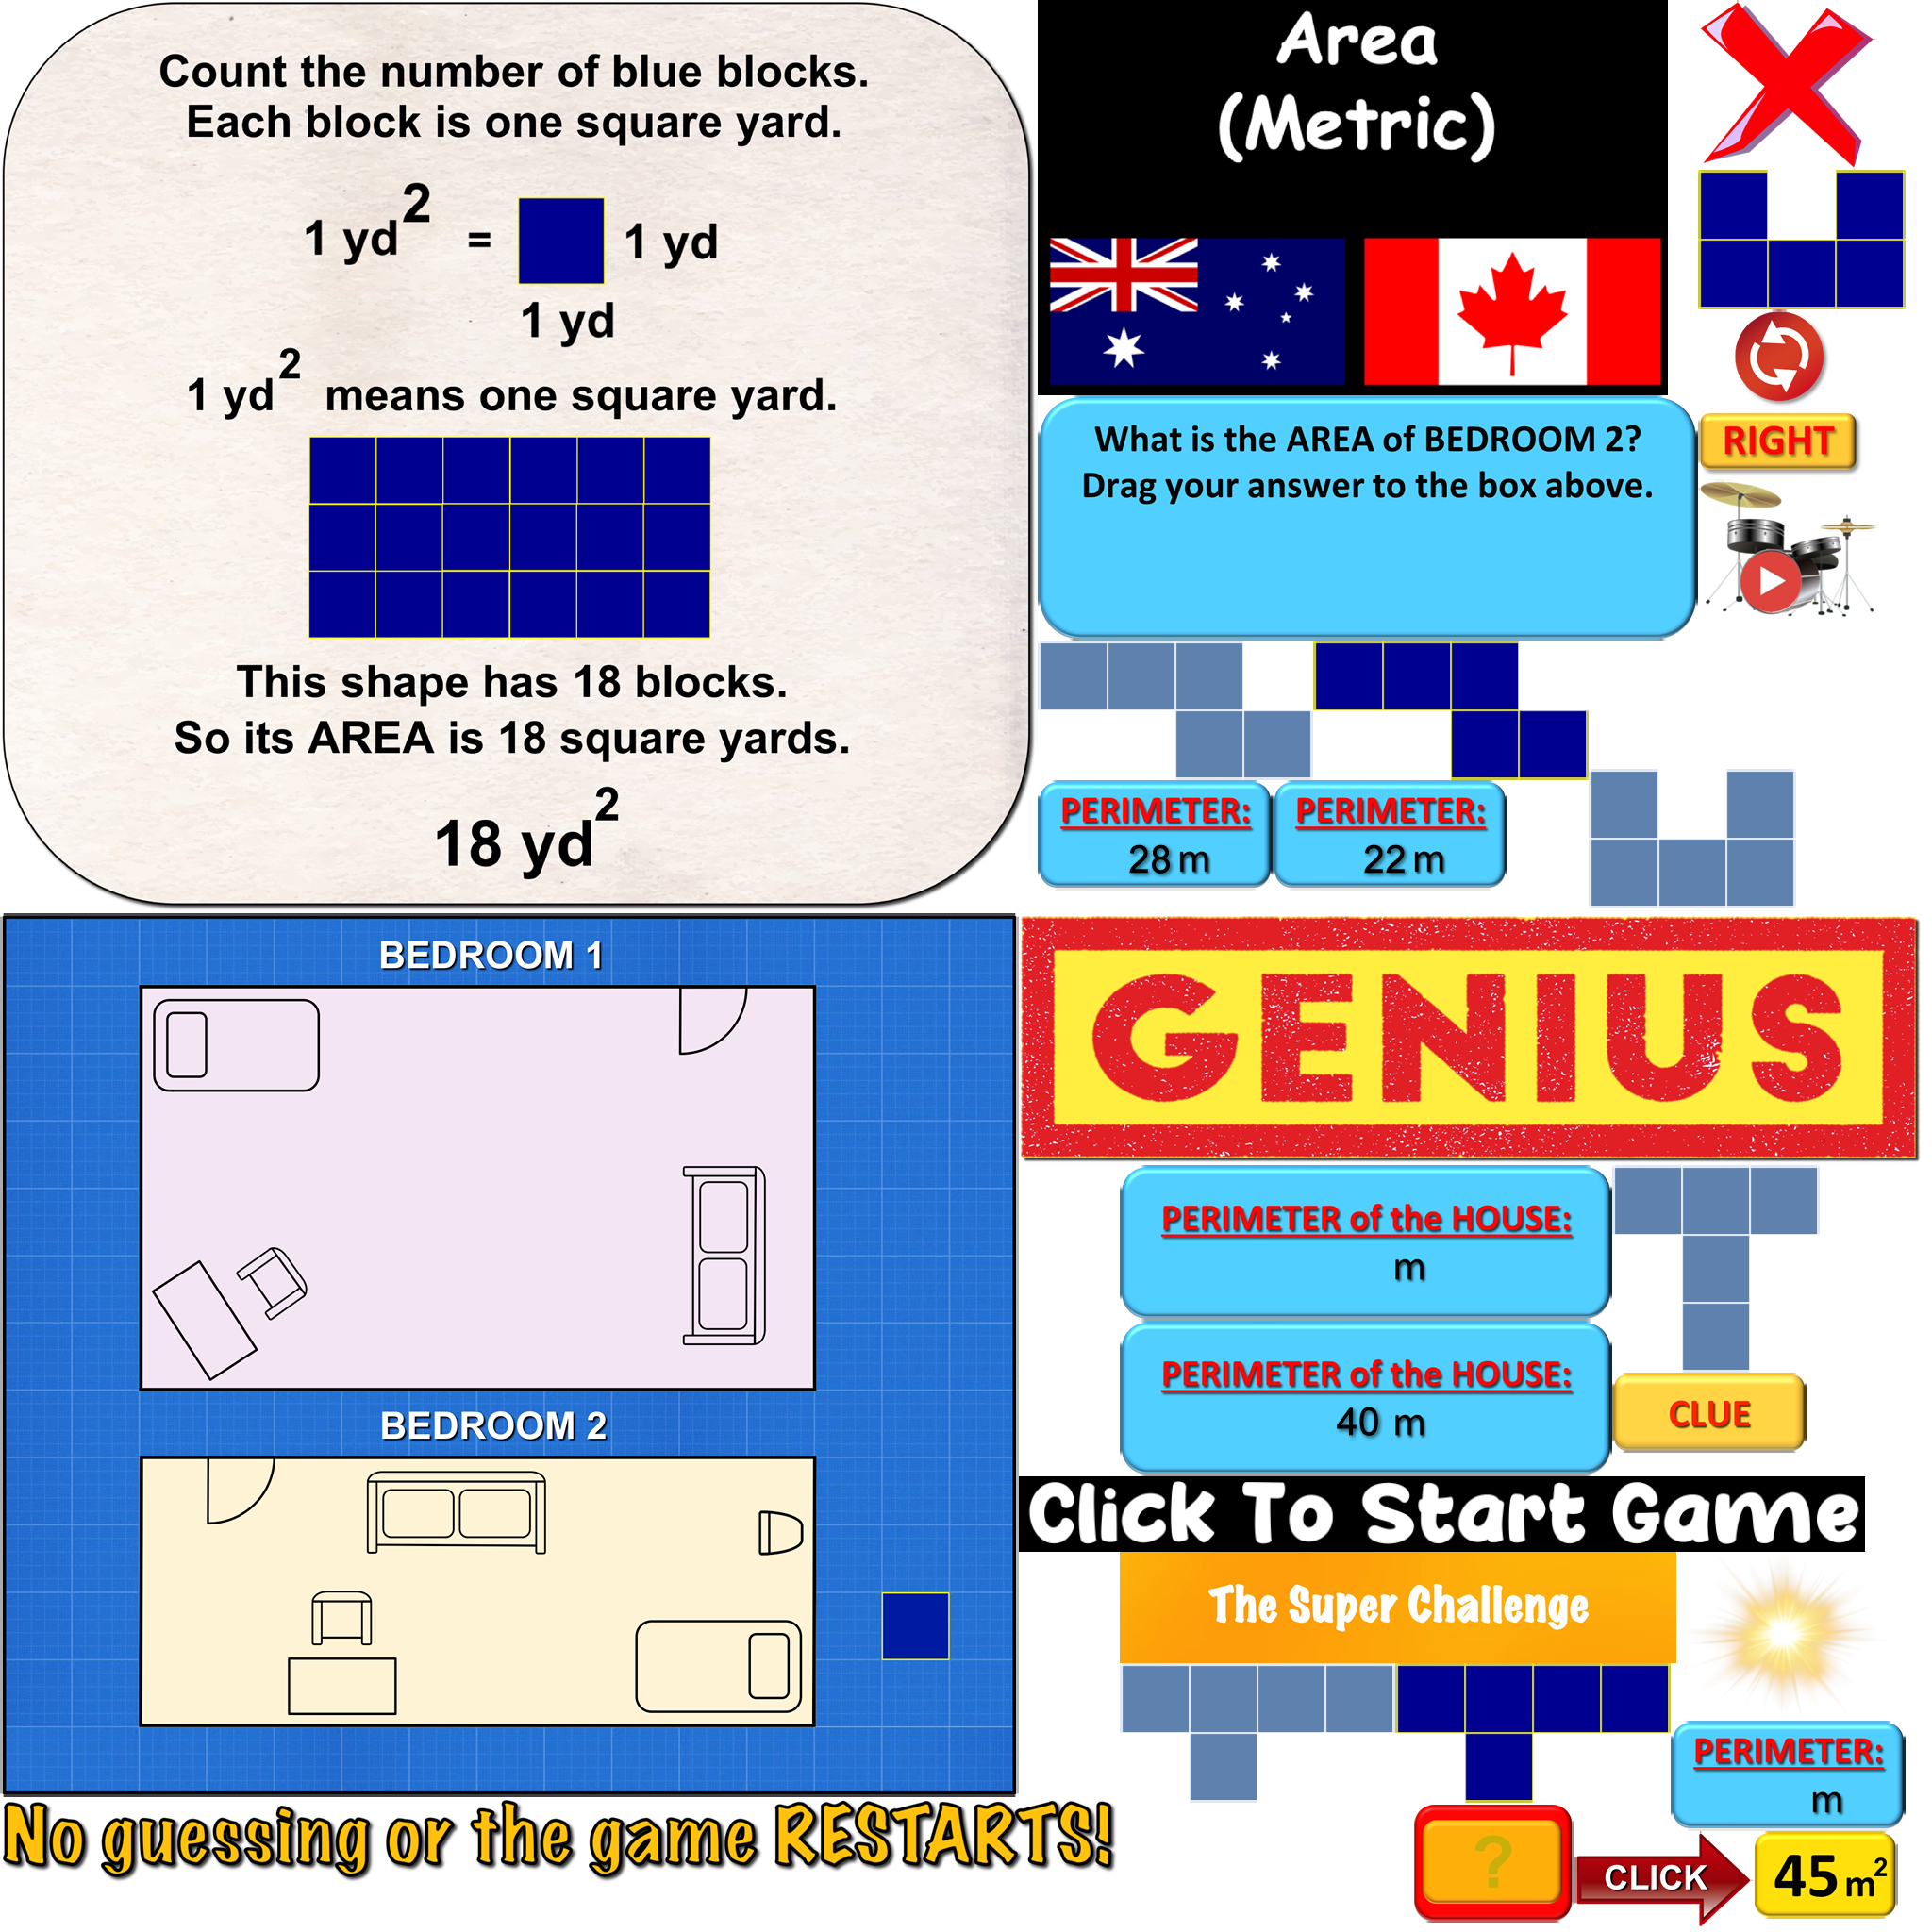 Count the number of blue blocks.
Each block is one square yard.
1 yd² = 1 yd
1 yd
1 yd² means one square yard.
This shape has 18 blocks.
So its AREA is 18 square yards.
18 yd²
Area
(Metric)
What is the AREA of BEDROOM 2?
Drag your answer to the box above.
RIGHT
PERIMETER:
28 m
PERIMETER:
22 m
BEDROOM 1
BEDROOM 2
GENIUS
PERIMETER of the HOUSE:
m
PERIMETER of the HOUSE:
40 m
CLUE
Click To Start Game
The Super Challenge
PERIMETER:
m
No guessing or the game RESTARTS!
?
CLICK
45 m²